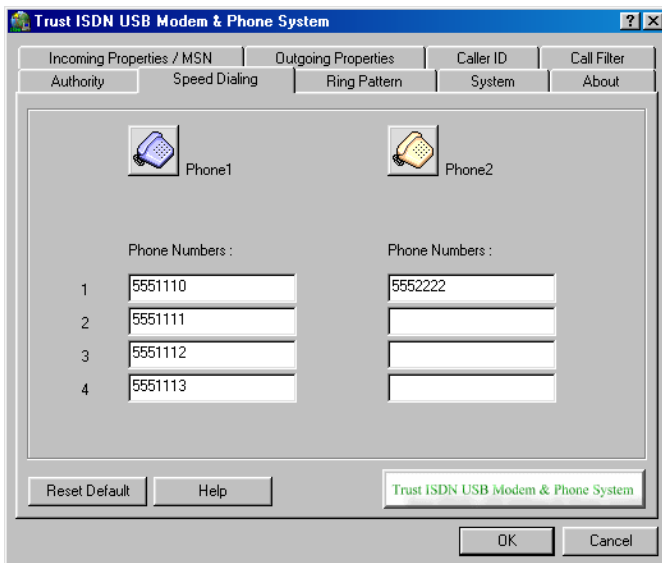 Trust ISDN USB Modem & Phone System
Incoming Properties / MSN Outgoing Properties Caller ID Call Filter
Authority Speed Dialing Ring Pattern System About
Phone1 Phone2
Phone Numbers : Phone Numbers :
1 5551110 5552222
2 5551111
3 5551112
4 5551113
Reset Default Help Trust ISDN USB Modem & Phone System
OK Cancel